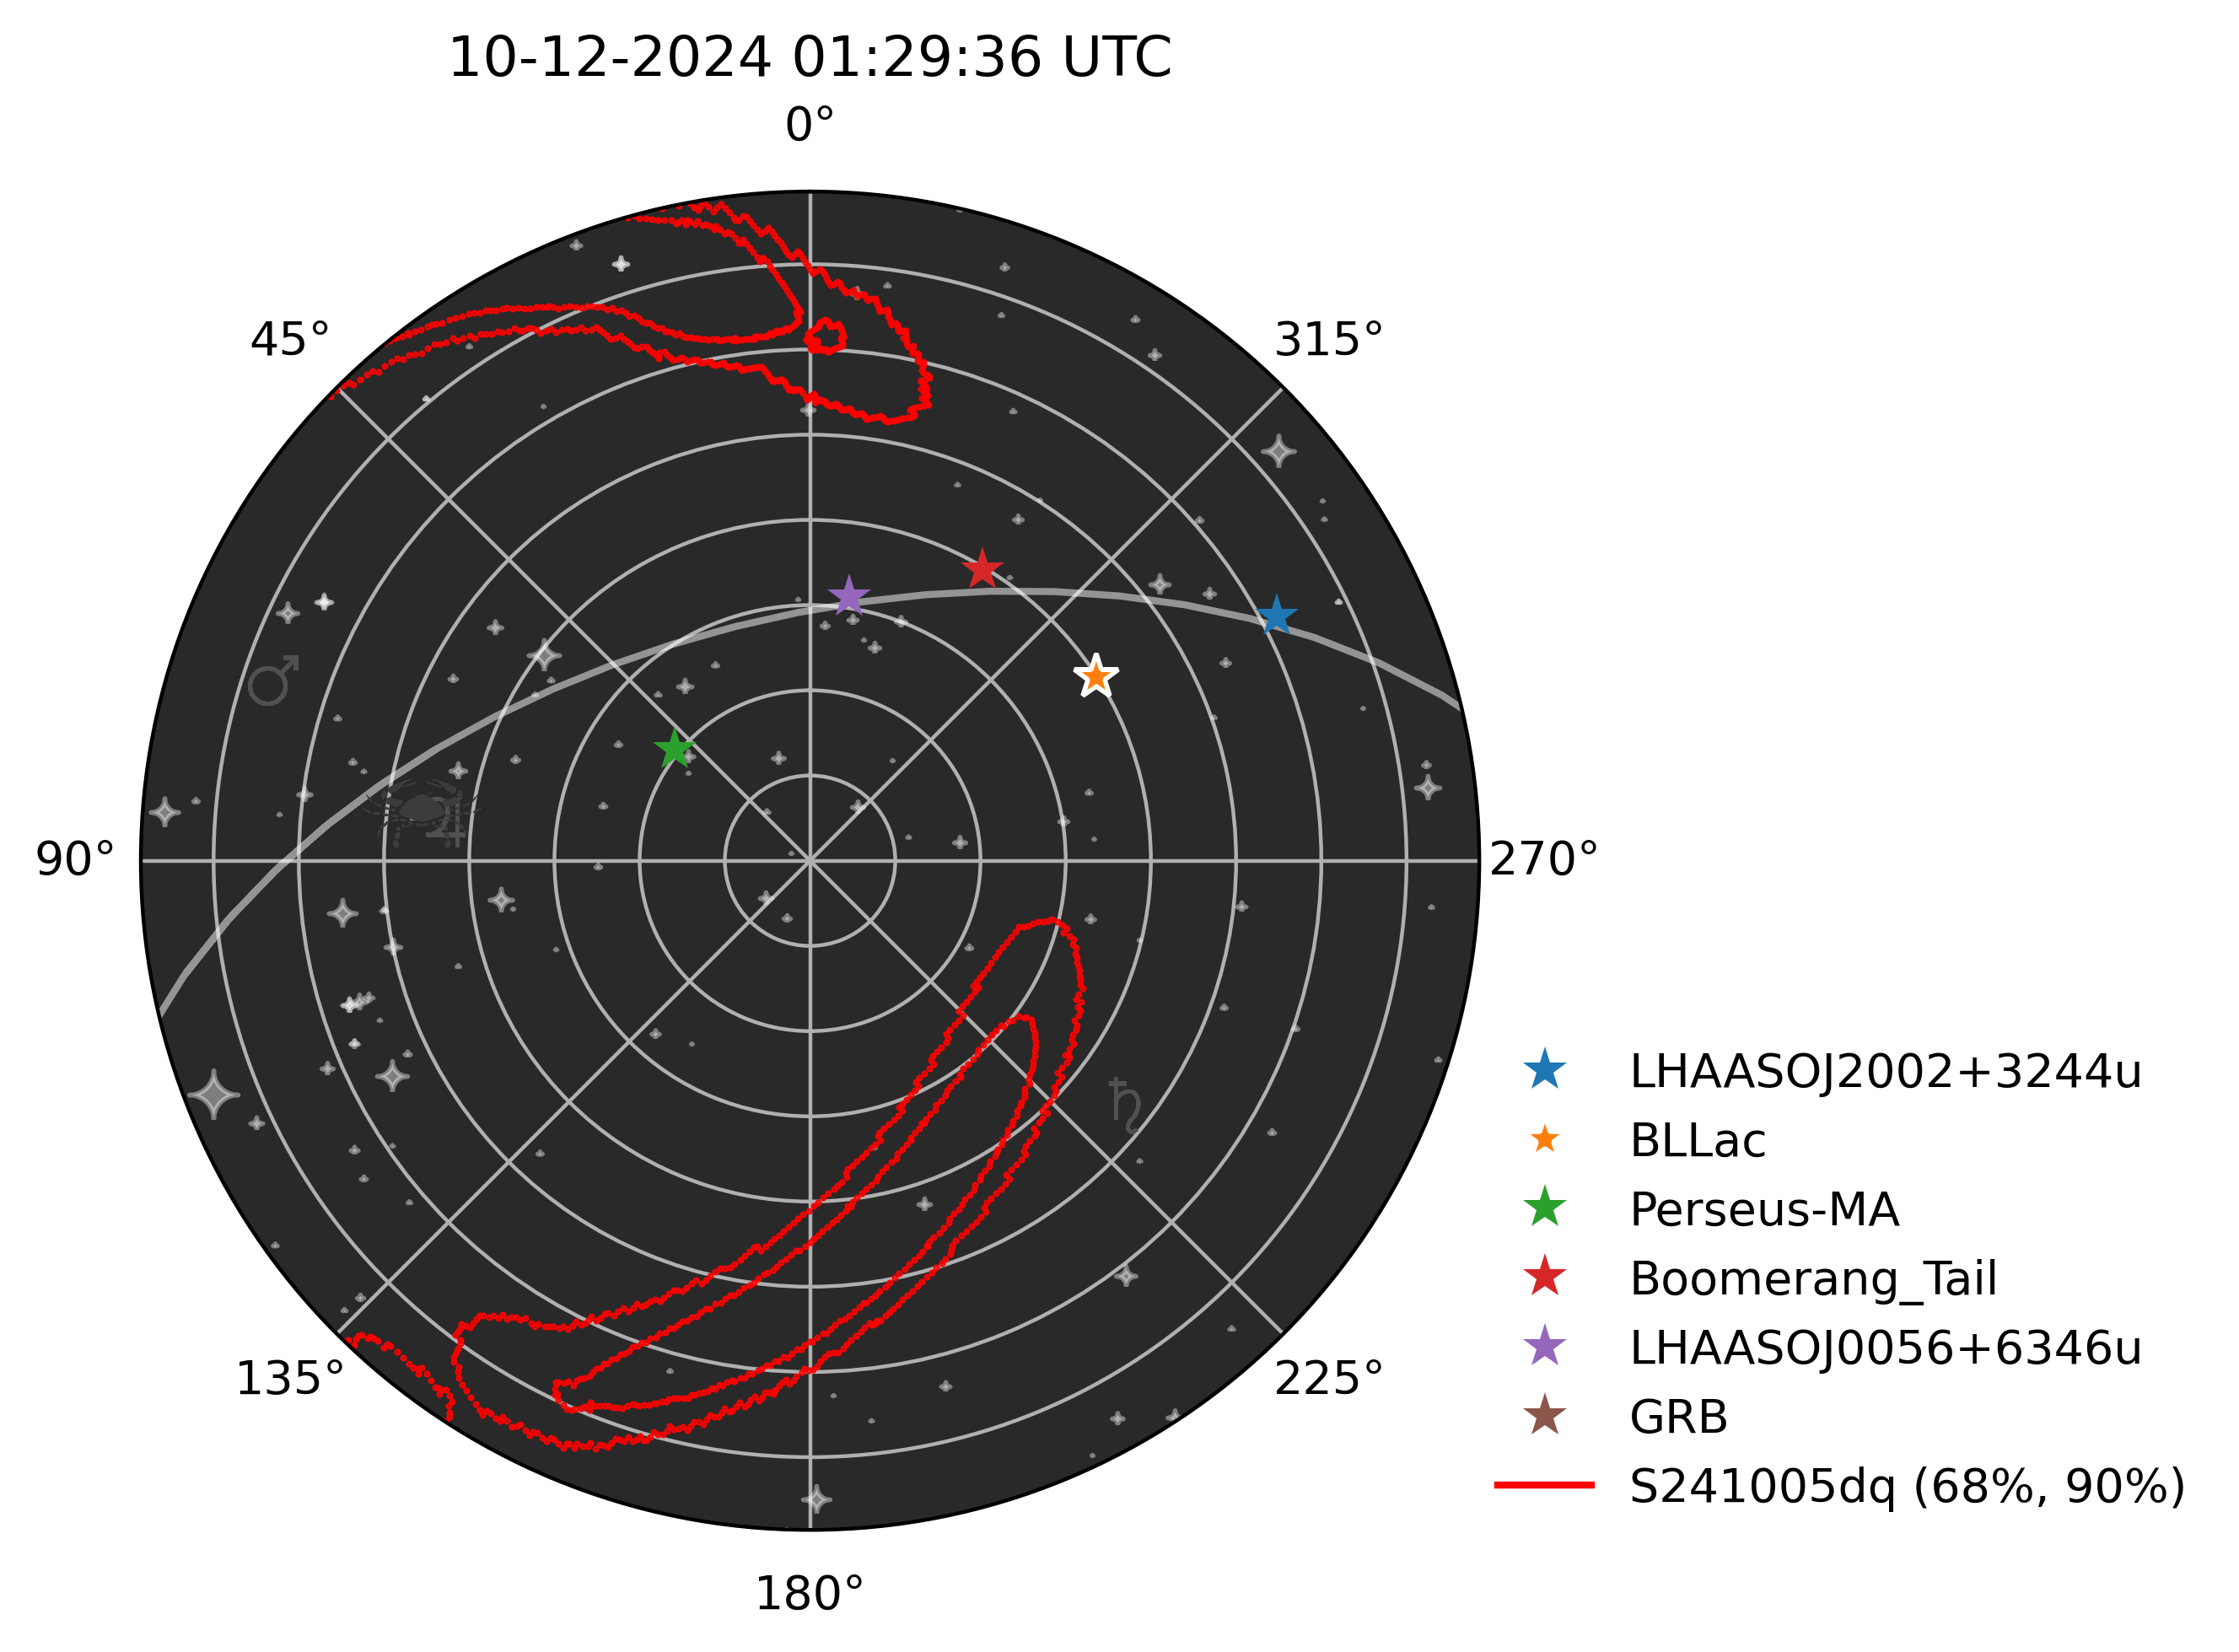 10-12-2024 01:29:36 UTC
0°
45°
315°
♂
♃
90°
270°
♄
135°
225°
180°
LHAASOJ2002+3244u
BLLac
Perseus-MA
Boomerang_Tail
LHAASOJ0056+6346u
GRB
S241005dq (68%, 90%)